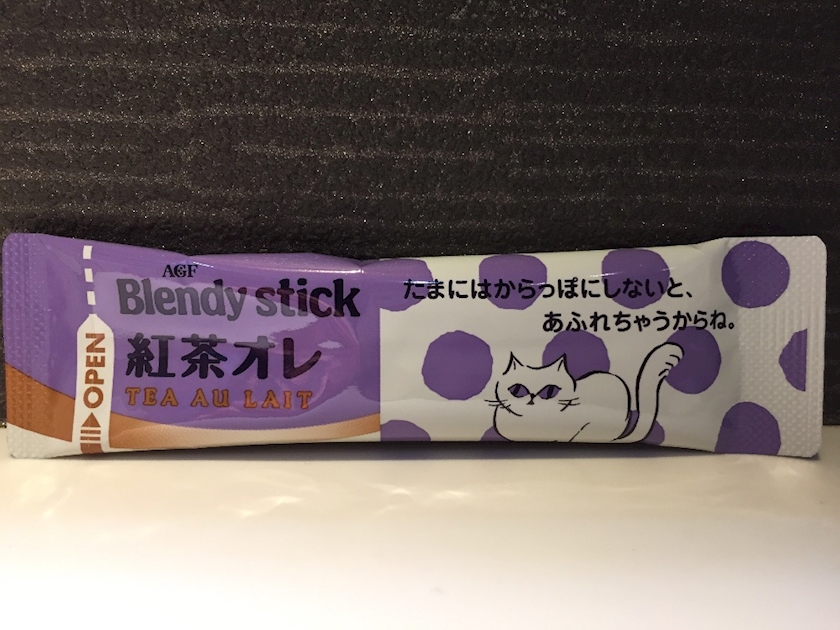 AGF
Blendy stick
紅茶オレ
TEA AU LAIT
OPEN
たまにはからっぽにしないと、
あふれちゃうからね。